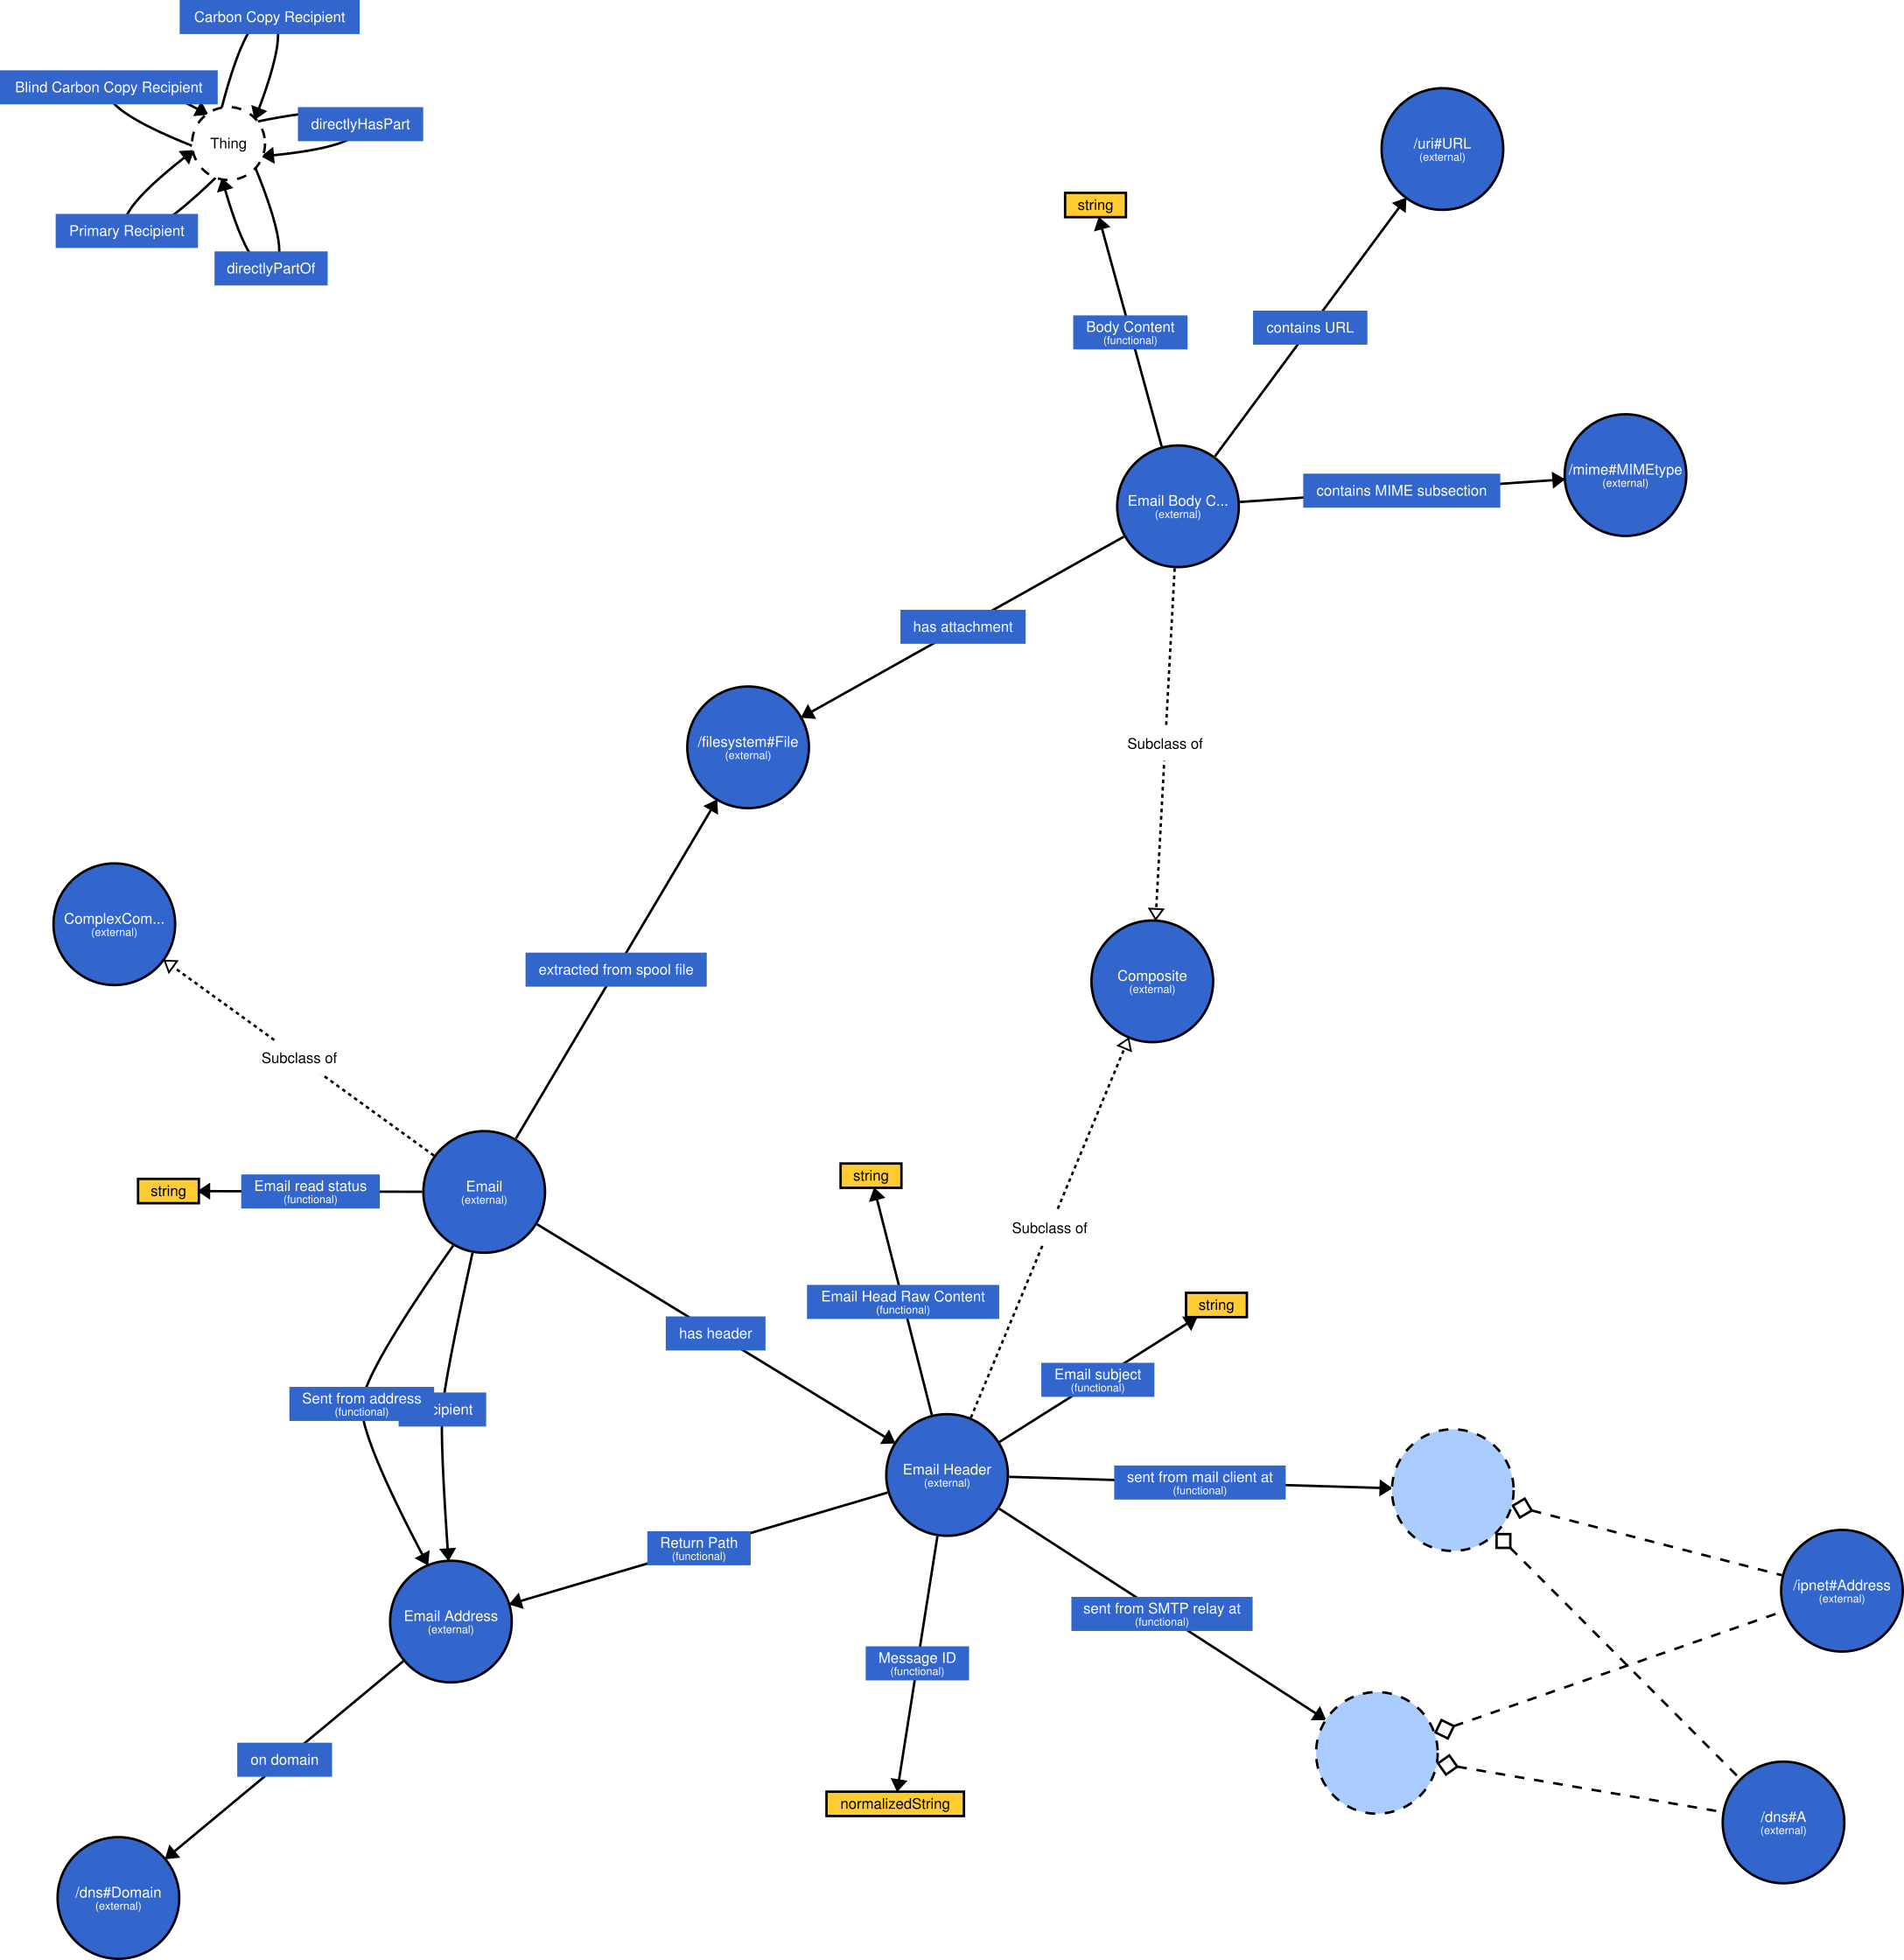 Carbon Copy Recipient
Blind Carbon Copy Recipient
directlyHasPart
Thing
Primary Recipient
directlyPartOf
/uri#URL
(external)
string
Body Content
(functional)
contains URL
/mime#MIMEtype
(external)
contains MIME subsection
Email Body C...
(external)
has attachment
/filesystem#File
(external)
Subclass of
ComplexCom...
(external)
extracted from spool file
Composite
(external)
Subclass of
string
Email read status
(functional)
Email
(external)
string
Subclass of
Email Head Raw Content
(functional)
string
has header
Email subject
(functional)
Sent from address
(functional)
Email Header
(external)
sent from mail client at
(functional)
Return Path
(functional)
/ipnet#Address
(external)
Email Address
(external)
sent from SMTP relay at
(functional)
Message ID
(functional)
on domain
normalizedString
/dns#A
(external)
/dns#Domain
(external)